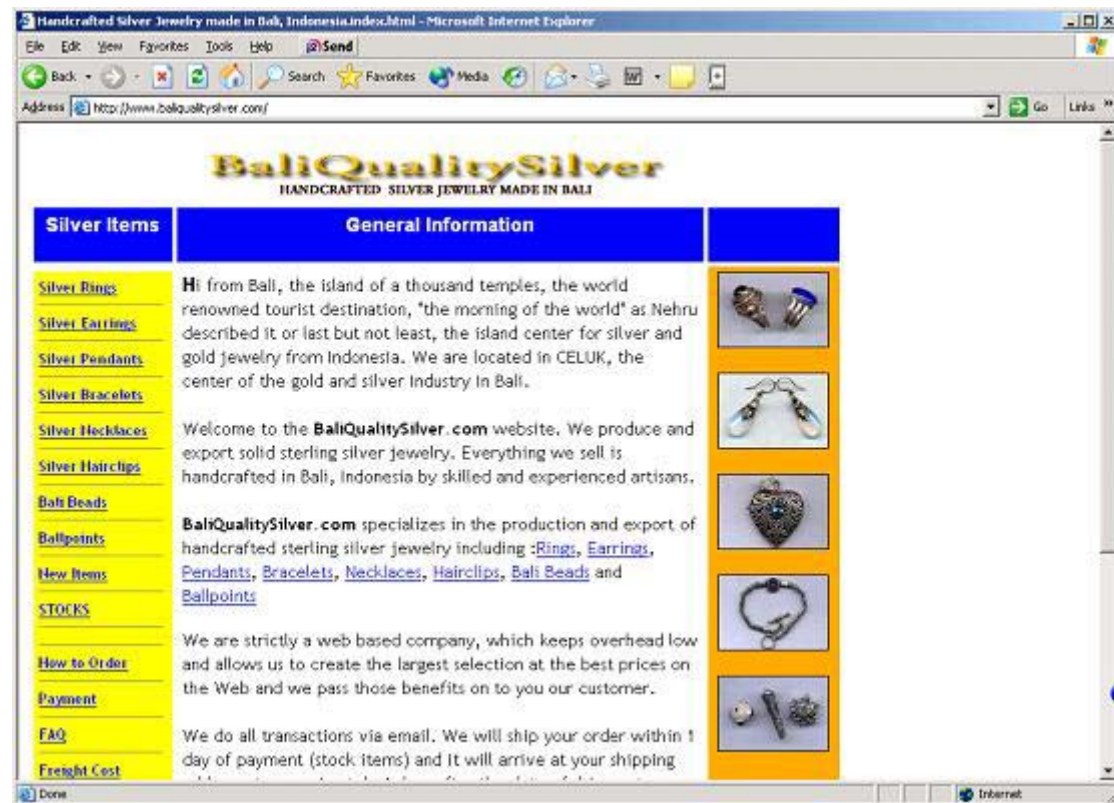 Handcrafted Silver Jewelry made in Bali, Indonesia.index.html - Microsoft Internet Explorer
File Edit View Favorites Tools Help Send
Back Search Favorites Media
Address http://www.baliqualitysilver.com/ Go Links »
BaliQualitySilver
HANDCRAFTED SILVER JEWELRY MADE IN BALI
Silver Items
General Information
Silver Rings
Silver Earrings
Silver Pendants
Silver Bracelets
Silver Necklaces
Silver Hairclips
Bali Beads
Ballpoints
New Items
STOCKS
How to Order
Payment
FAQ
Freight Cost
Hi from Bali, the island of a thousand temples, the world
renowned tourist destination, "the morning of the world" as Nehru
described it or last but not least, the island center for silver and
gold jewelry from Indonesia. We are located in CELUK, the
center of the gold and silver industry in Bali.
Welcome to the BaliQualitySilver.com website. We produce and
export solid sterling silver jewelry. Everything we sell is
handcrafted in Bali, Indonesia by skilled and experienced artisans.
BaliQualitySilver.com specializes in the production and export of
handcrafted sterling silver jewelry including :Rings, Earrings,
Pendants, Bracelets, Necklaces, Hairclips, Bali Beads and
Ballpoints
We are strictly a web based company, which keeps overhead low
and allows us to create the largest selection at the best prices on
the Web and we pass those benefits on to you our customer.
We do all transactions via email. We will ship your order within 1
day of payment (stock items) and it will arrive at your shipping
Done Internet